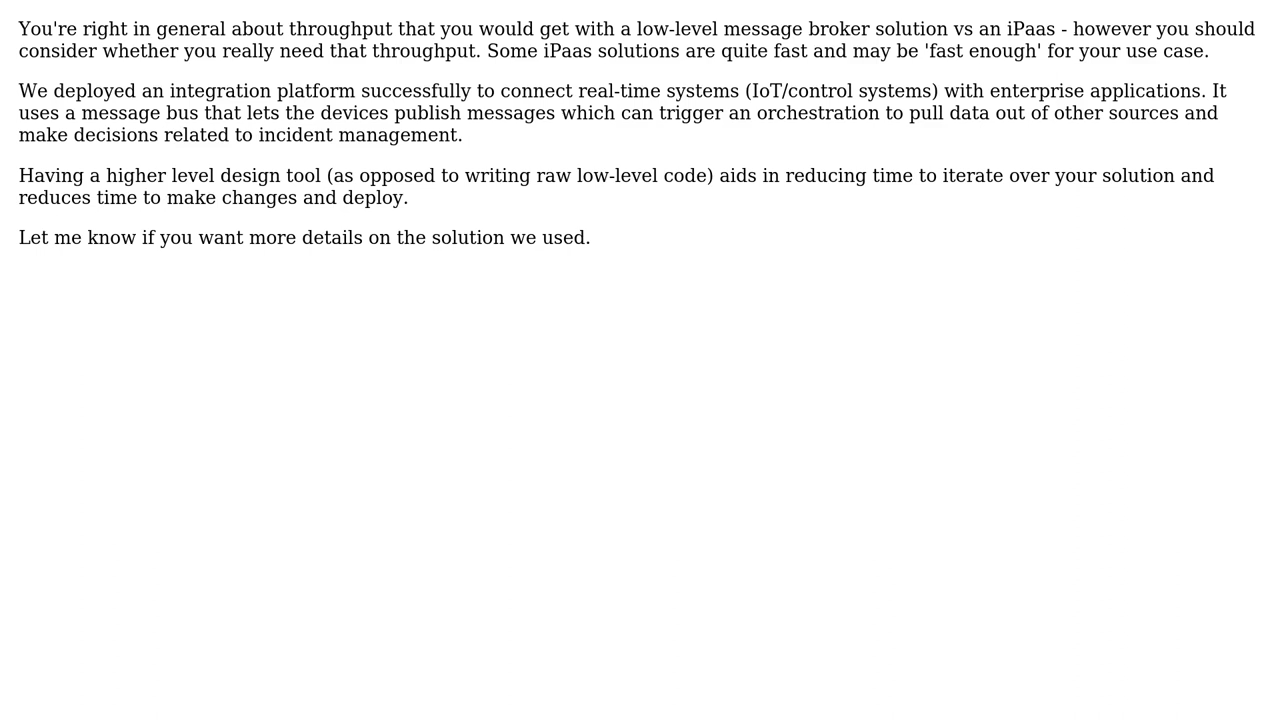 You're right in general about throughput that you would get with a low-level message broker solution vs an iPaas - however you should
consider whether you really need that throughput. Some iPaas solutions are quite fast and may be 'fast enough' for your use case.
We deployed an integration platform successfully to connect real-time systems (IoT/control systems) with enterprise applications. It
uses a message bus that lets the devices publish messages which can trigger an orchestration to pull data out of other sources and
make decisions related to incident management.
Having a higher level design tool (as opposed to writing raw low-level code) aids in reducing time to iterate over your solution and
reduces time to make changes and deploy.
Let me know if you want more details on the solution we used.